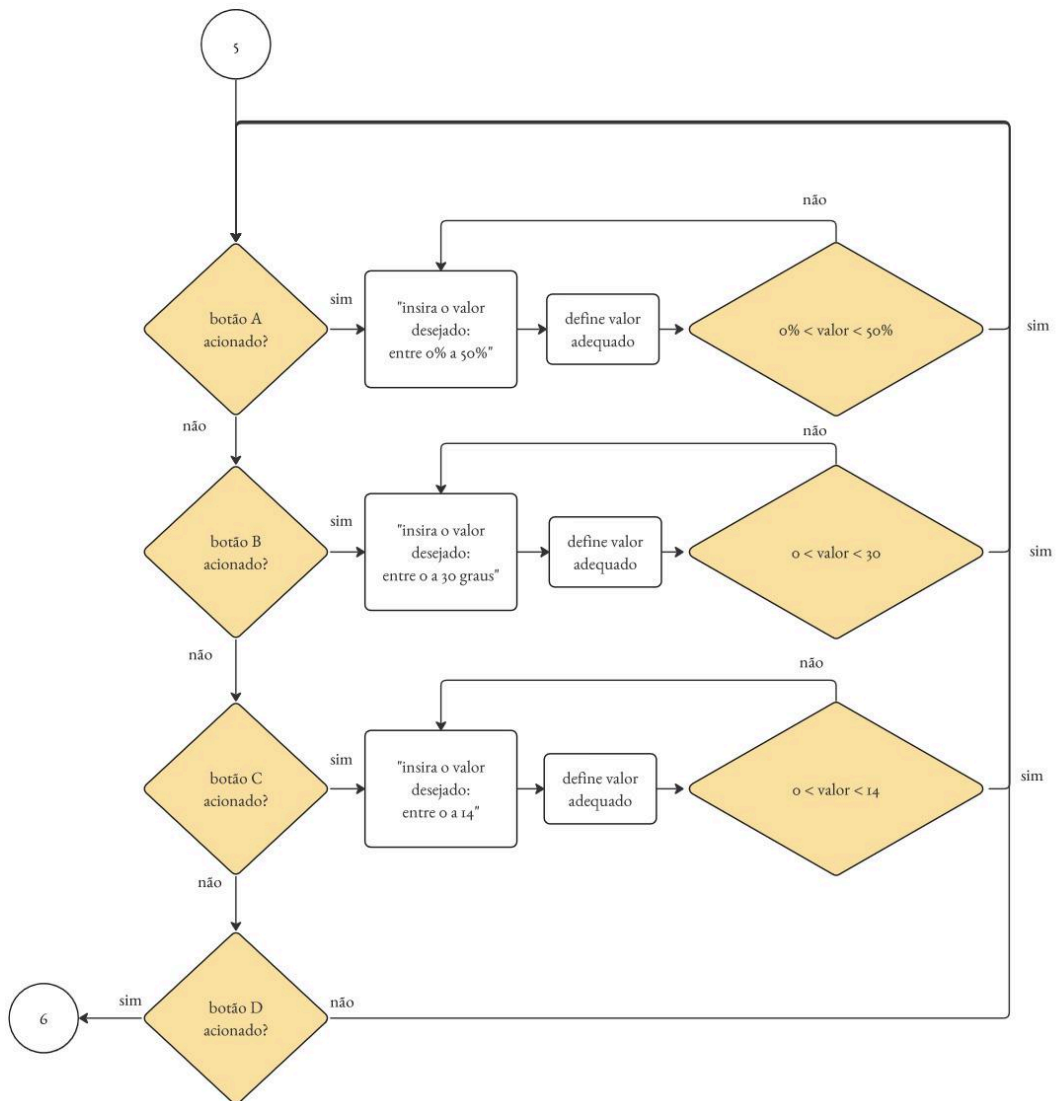 5
não
botão A
acionado?
sim
"insira o valor
desejado:
entre 0% a 50%"
define valor
adequado
0% < valor < 50%
sim
não
não
botão B
acionado?
sim
"insira o valor
desejado:
entre 0 a 30 graus"
define valor
adequado
0 < valor < 30
sim
não
não
botão C
acionado?
sim
"insira o valor
desejado:
entre 0 a 14"
define valor
adequado
0 < valor < 14
sim
não
6
sim
botão D
acionado?
não